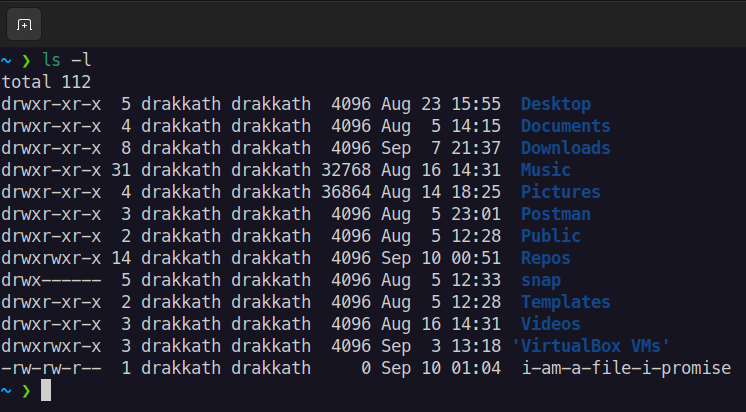 ~ ❯ ls -l
total 112
drwxr-xr-x  5 drakkath drakkath  4096 Aug 23 15:55  Desktop
drwxr-xr-x  4 drakkath drakkath  4096 Aug  5 14:15  Documents
drwxr-xr-x  8 drakkath drakkath  4096 Sep  7 21:37  Downloads
drwxr-xr-x 31 drakkath drakkath 32768 Aug 16 14:31  Music
drwxr-xr-x  4 drakkath drakkath 36864 Aug 14 18:25  Pictures
drwxr-xr-x  3 drakkath drakkath  4096 Aug  5 23:01  Postman
drwxr-xr-x  2 drakkath drakkath  4096 Aug  5 12:28  Public
drwxrwxr-x 14 drakkath drakkath  4096 Sep 10 00:51  Repos
drwx------  5 drakkath drakkath  4096 Aug  5 12:33  snap
drwxr-xr-x  2 drakkath drakkath  4096 Aug  5 12:28  Templates
drwxr-xr-x  3 drakkath drakkath  4096 Aug 16 14:31  Videos
drwxrwxr-x  3 drakkath drakkath  4096 Sep  3 13:18 'VirtualBox VMs'
-rw-rw-r--  1 drakkath drakkath     0 Sep 10 01:04  i-am-a-file-i-promise
~ ❯